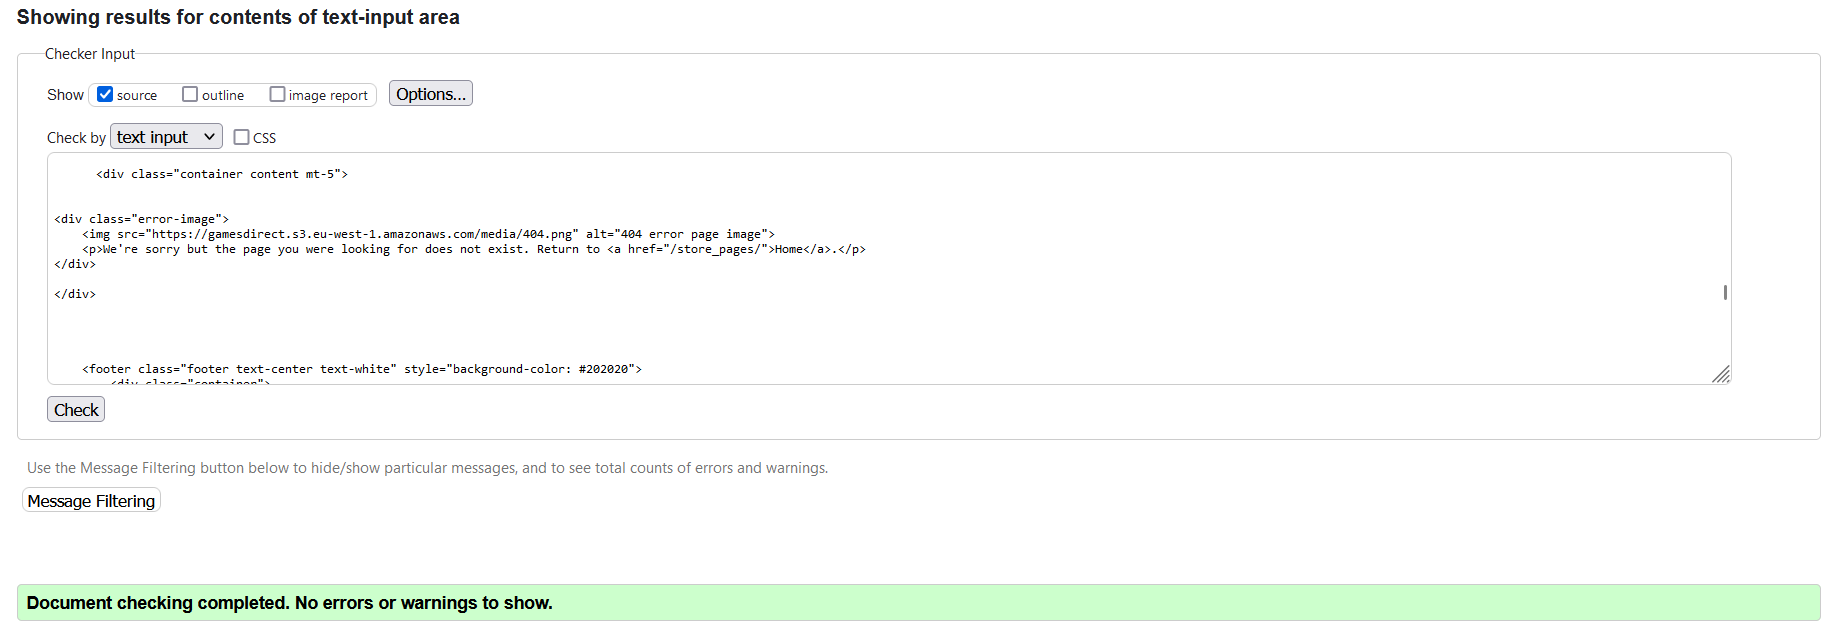 Showing results for contents of text-input area
Checker Input
Show source outline image report Options...
Check by text input CSS
<div class="container content mt-5">
<div class="error-image">
<img src="https://gamesdirect.s3.eu-west-1.amazonaws.com/media/404.png" alt="404 error page image">
<p>We're sorry but the page you were looking for does not exist. Return to <a href="/store_pages/">Home</a>.</p>
</div>
</div>
<footer class="footer text-center text-white" style="background-color: #202020">
<div class="container">
Check
Use the Message Filtering button below to hide/show particular messages, and to see total counts of errors and warnings.
Message Filtering
Document checking completed. No errors or warnings to show.